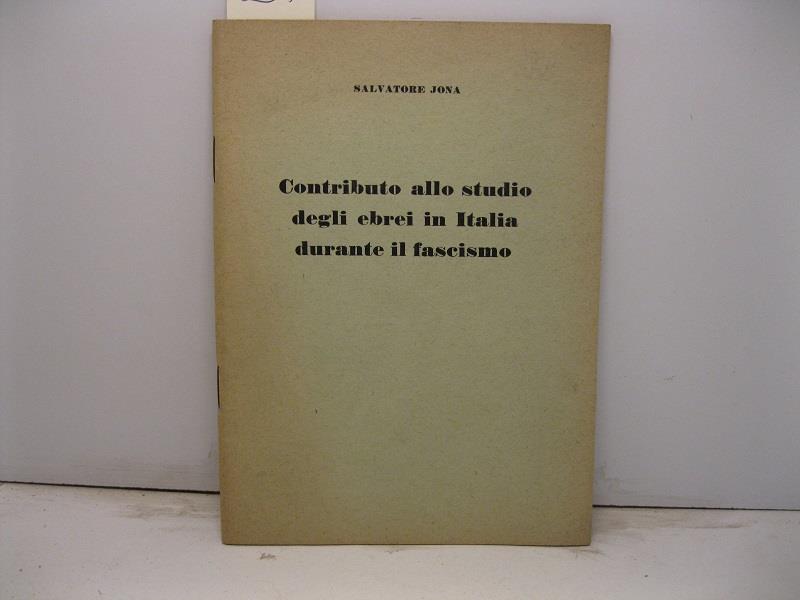 SALVATORE JONA
Contributo allo studio
degli ebrei in Italia
durante il fascismo